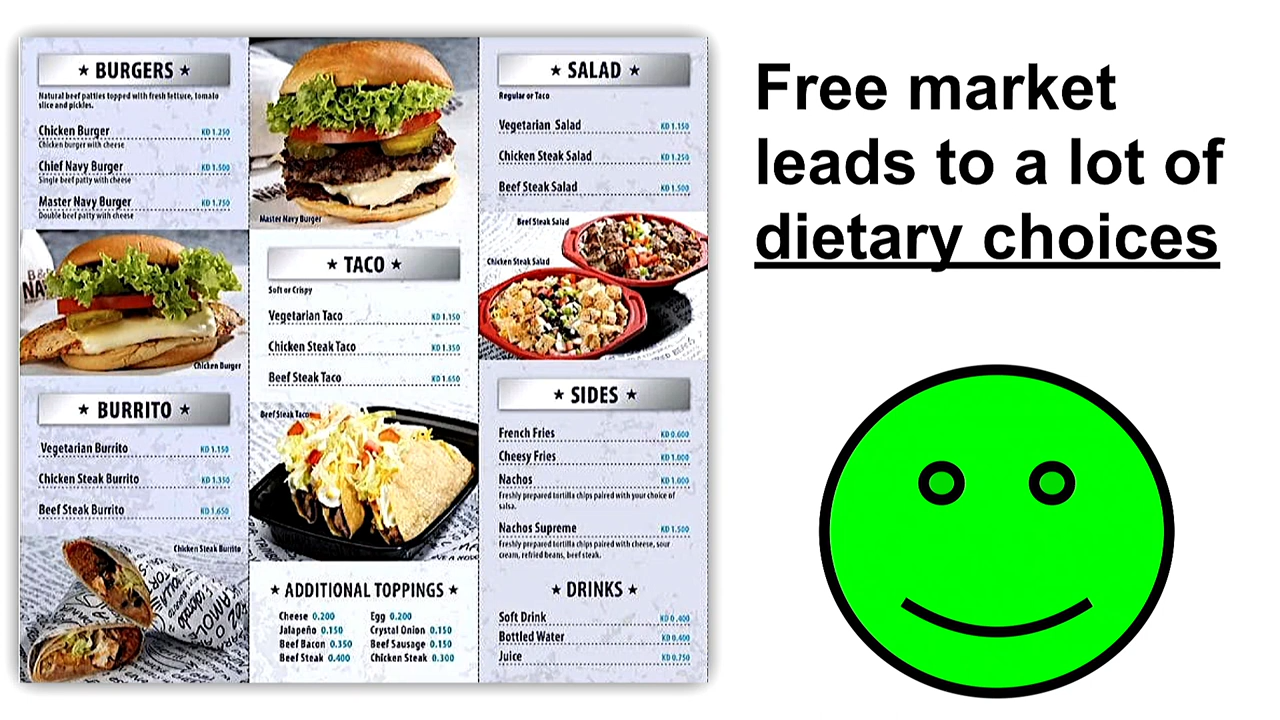 ★ BURGERS ★
Natural beef patties topped with fresh lettuce, tomato
slice and pickles.
Chicken Burger KD 1.250
Chicken burger with cheese
Chief Navy Burger KD 1.500
Single beef patty with cheese
Master Navy Burger KD 1.750
Double beef patty with cheese
Chicken Burger
★ BURRITO ★
Vegetarian Burrito KD 1.150
Chicken Steak Burrito KD 1.350
Beef Steak Burrito KD 1.650
Chicken Steak Burrito
Master Navy Burger
★ TACO ★
Soft or Crispy
Vegetarian Taco KD 1.150
Chicken Steak Taco KD 1.350
Beef Steak Taco KD 1.650
Beef Steak Taco
★ ADDITIONAL TOPPINGS ★
Cheese 0.200 Egg 0.200
Jalapeño 0.150 Crystal Onion 0.150
Beef Bacon 0.350 Beef Sausage 0.150
Beef Steak 0.400 Chicken Steak 0.300
★ SALAD ★
Regular or Taco
Vegetarian Salad KD 1.150
Chicken Steak Salad KD 1.250
Beef Steak Salad KD 1.500
Beef Steak Salad
Chicken Steak Salad
★ SIDES ★
French Fries KD 0.600
Cheesy Fries KD 1.000
Nachos KD 1.000
Freshly prepared tortilla chips paired with your choice of
salsa.
Nachos Supreme KD 1.500
Freshly prepared tortilla chips paired with cheese, sour
cream, refried beans, beef steak.
★ DRINKS ★
Soft Drink KD 0.400
Bottled Water KD 0.400
Juice KD 0.750
Free market
leads to a lot of
dietary choices